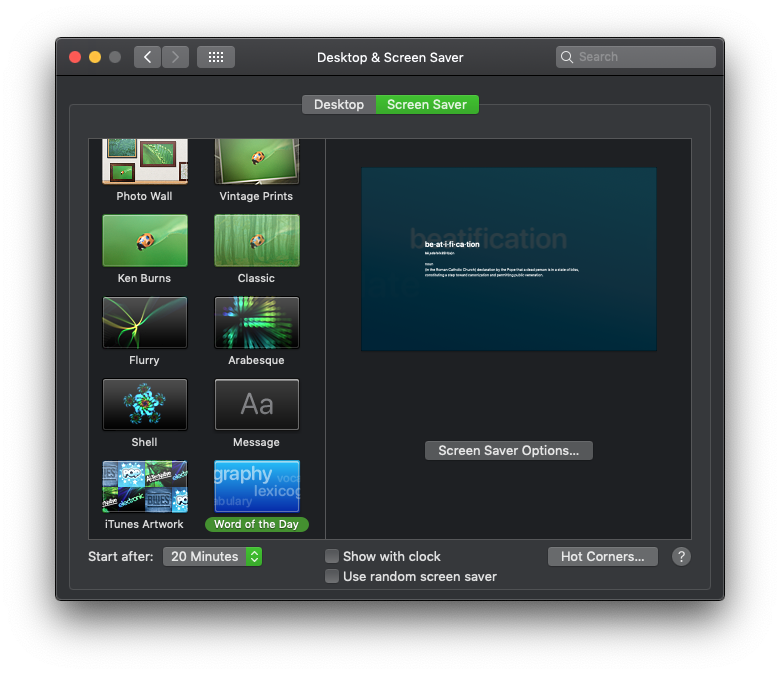 Desktop & Screen Saver
Search
Desktop
Screen Saver
Photo Wall
Vintage Prints
Ken Burns
Classic
Flurry
Arabesque
Shell
Aa
Message
BLUES
electronic
BLUES
iTunes Artwork
graphy
lexicog
Word of the Day
beatification
be·at·i·fi·ca·tion
noun
(in the Roman Catholic Church) declaration by the Pope that a dead person is in a state of bliss,
constituting a step toward canonization and permitting public veneration.
Screen Saver Options...
Start after:
20 Minutes
Show with clock
Use random screen saver
Hot Corners...
?